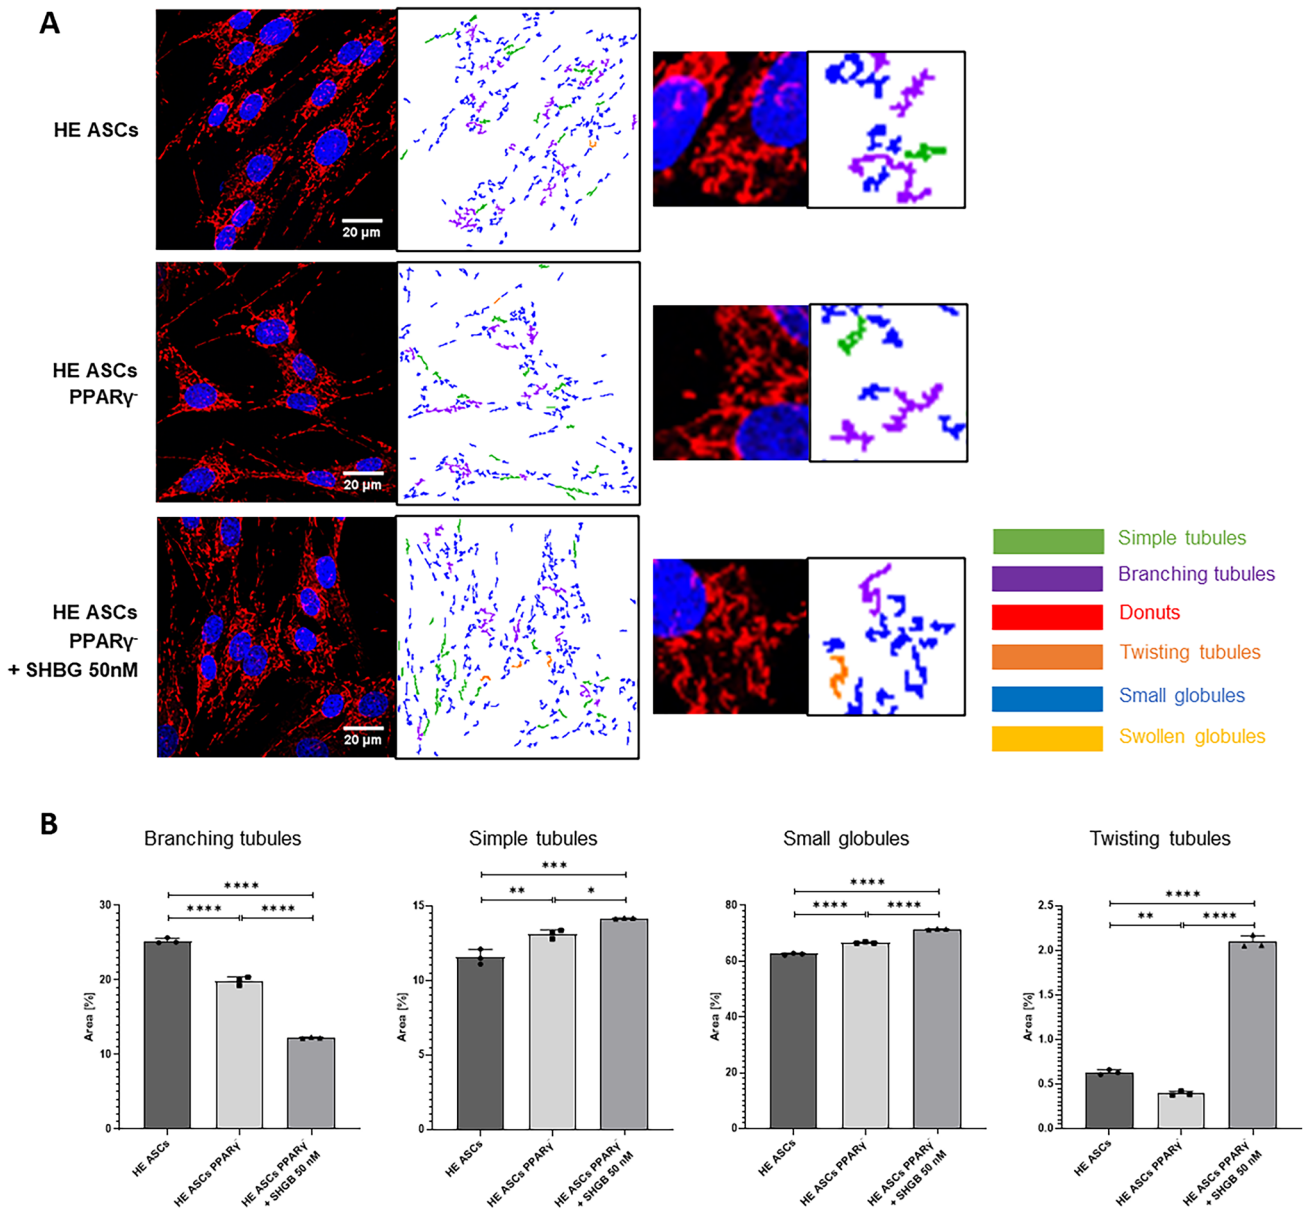 A
HE ASCs
20 µm
HE ASCs
PPARγ-
20 µm
HE ASCs
PPARγ-
+ SHBG 50nM
20 µm
Simple tubules
Branching tubules
Donuts
Twisting tubules
Small globules
Swollen globules
B
Branching tubules
****
****
****
Area [%]
30
20
10
0
HE ASCs
HE ASCs PPARγ-
HE ASCs PPARγ-
+ SHGB 50 nM
Simple tubules
***
**
*
Area [%]
15
10
5
0
HE ASCs
HE ASCs PPARγ-
HE ASCs PPARγ-
+ SHGB 50 nM
Small globules
****
****
****
Area [%]
80
60
40
20
0
HE ASCs
HE ASCs PPARγ-
HE ASCs PPARγ-
+ SHGB 50 nM
Twisting tubules
****
**
****
Area [%]
2.5
2.0
1.5
1.0
0.5
0.0
HE ASCs
HE ASCs PPARγ-
HE ASCs PPARγ-
+ SHGB 50 nM